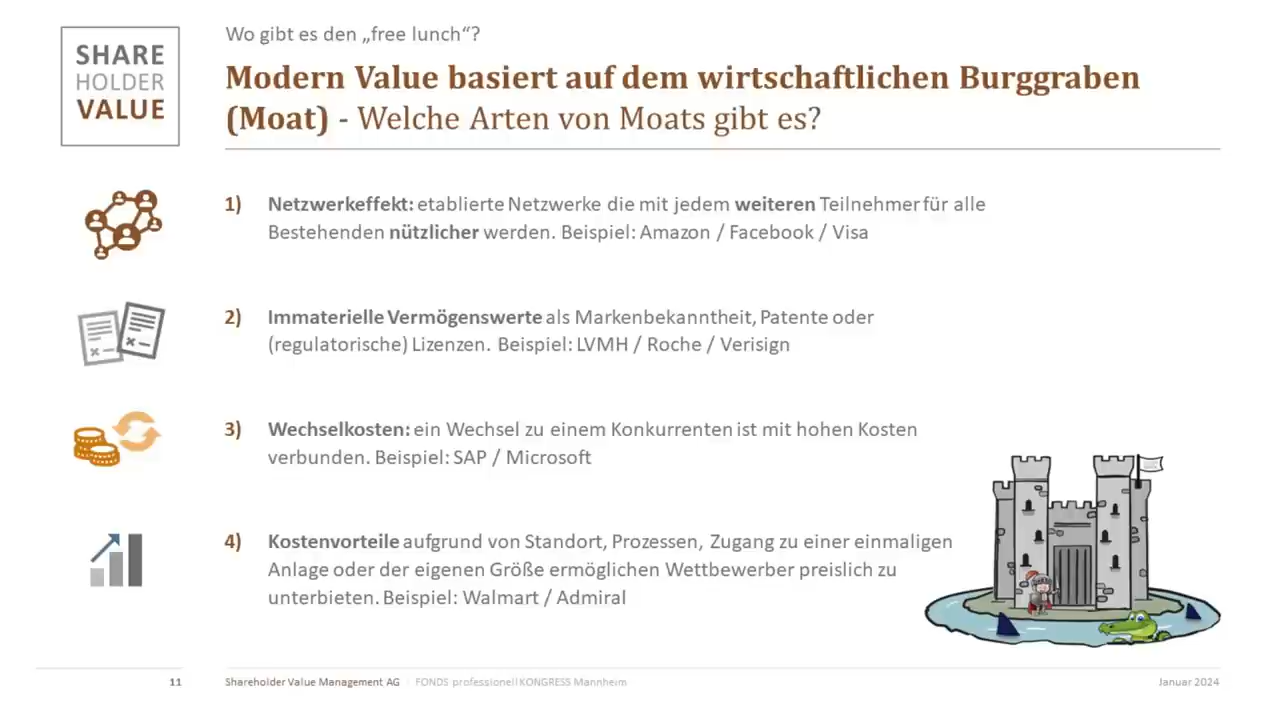 SHARE
HOLDER
VALUE
Wo gibt es den „free lunch“?
Modern Value basiert auf dem wirtschaftlichen Burggraben
(Moat) - Welche Arten von Moats gibt es?
1) Netzwerkeffekt: etablierte Netzwerke die mit jedem weiteren Teilnehmer für alle
Bestehenden nützlicher werden. Beispiel: Amazon / Facebook / Visa
2) Immaterielle Vermögenswerte als Markenbekanntheit, Patente oder
(regulatorische) Lizenzen. Beispiel: LVMH / Roche / Verisign
3) Wechselkosten: ein Wechsel zu einem Konkurrenten ist mit hohen Kosten
verbunden. Beispiel: SAP / Microsoft
4) Kostenvorteile aufgrund von Standort, Prozessen, Zugang zu einer einmaligen
Anlage oder der eigenen Größe ermöglichen Wettbewerber preislich zu
unterbieten. Beispiel: Walmart / Admiral
11 Shareholder Value Management AG | FONDS professionell KONGRESS Mannheim Januar 2024